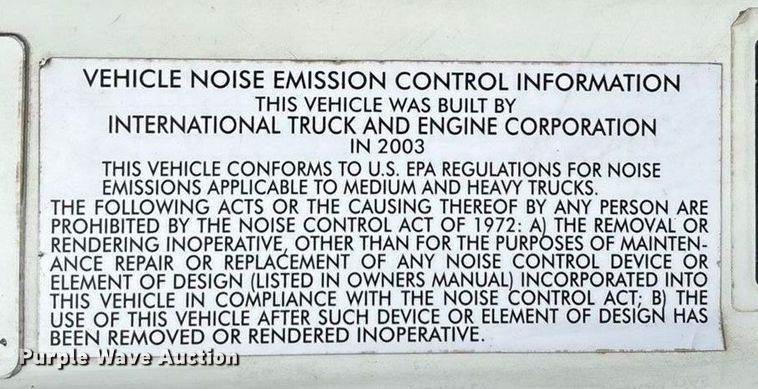 VEHICLE NOISE EMISSION CONTROL INFORMATION
THIS VEHICLE WAS BUILT BY
INTERNATIONAL TRUCK AND ENGINE CORPORATION
IN 2003
THIS VEHICLE CONFORMS TO U.S. EPA REGULATIONS FOR NOISE
EMISSIONS APPLICABLE TO MEDIUM AND HEAVY TRUCKS.
THE FOLLOWING ACTS OR THE CAUSING THEREOF BY ANY PERSON ARE
PROHIBITED BY THE NOISE CONTROL ACT OF 1972: A) THE REMOVAL OR
RENDERING INOPERATIVE, OTHER THAN FOR THE PURPOSES OF MAINTEN-
ANCE REPAIR OR REPLACEMENT OF ANY NOISE CONTROL DEVICE OR
ELEMENT OF DESIGN (LISTED IN OWNERS MANUAL) INCORPORATED INTO
THIS VEHICLE IN COMPLIANCE WITH THE NOISE CONTROL ACT; B) THE
USE OF THIS VEHICLE AFTER SUCH DEVICE OR ELEMENT OF DESIGN HAS
BEEN REMOVED OR RENDERED INOPERATIVE.
Purple Wave Auction